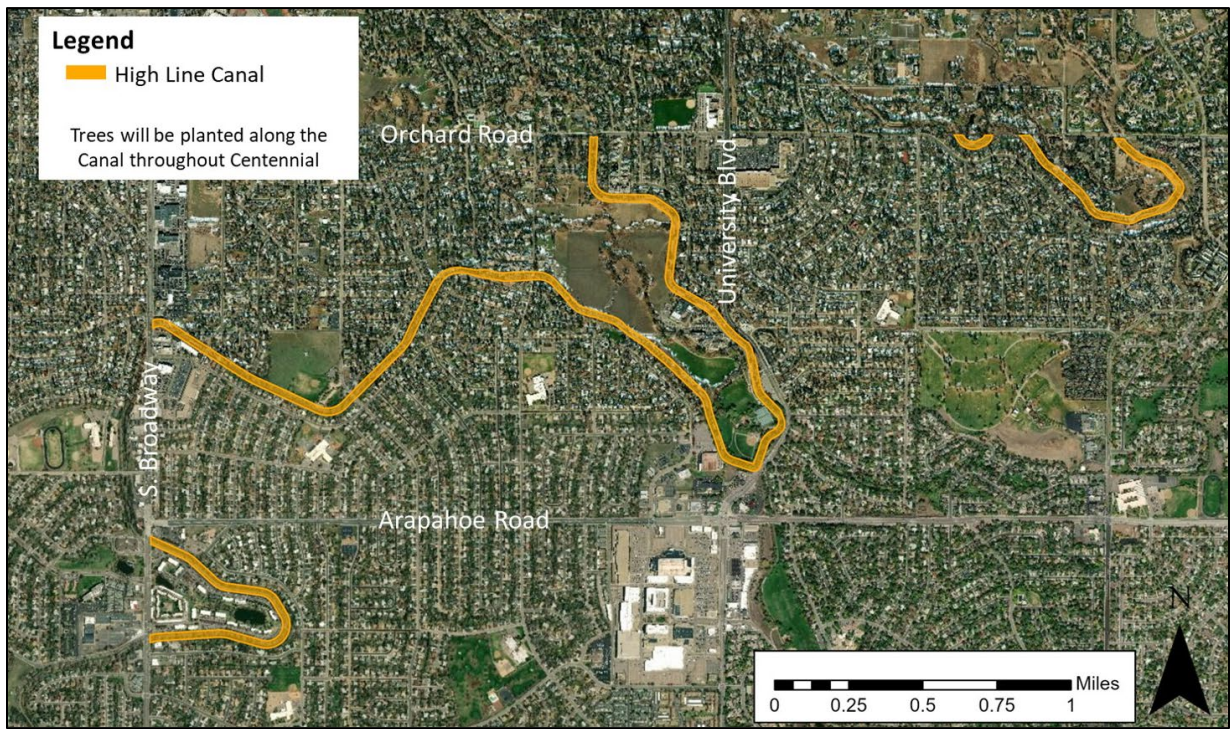 Legend
High Line Canal
Trees will be planted along the
Canal throughout Centennial
Orchard Road
University Blvd.
S. Broadway
Arapahoe Road
N
Miles
0 0.25 0.5 0.75 1